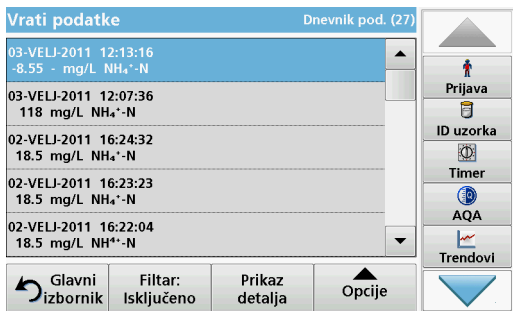 Vrati podatke
Dnevnik pod. (27)
03-VELJ-2011 12:13:16
-8.55 - mg/L NH₄⁺-N
03-VELJ-2011 12:07:36
118 mg/L NH₄⁺-N
02-VELJ-2011 16:24:32
18.5 mg/L NH₄⁺-N
02-VELJ-2011 16:23:23
18.5 mg/L NH₄⁺-N
02-VELJ-2011 16:22:04
18.5 mg/L NH⁴⁺-N
Prijava
ID uzorka
Timer
AQA
Trendovi
Glavni
izbornik
Filtar:
Isključeno
Prikaz
detalja
Opcije